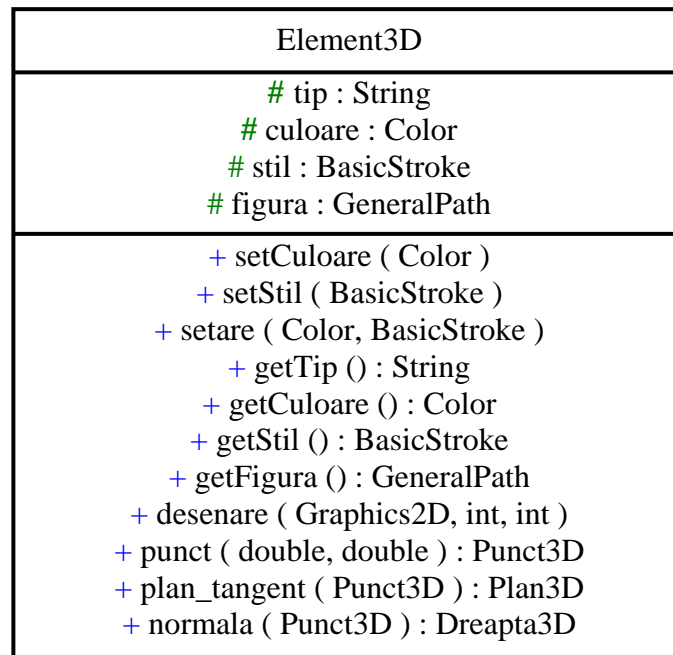 Element3D
# tip : String
# culoare : Color
# stil : BasicStroke
# figura : GeneralPath
+ setCuloare ( Color )
+ setStil ( BasicStroke )
+ setare ( Color, BasicStroke )
+ getTip () : String
+ getCuloare () : Color
+ getStil () : BasicStroke
+ getFigura () : GeneralPath
+ desenare ( Graphics2D, int, int )
+ punct ( double, double ) : Punct3D
+ plan_tangent ( Punct3D ) : Plan3D
+ normala ( Punct3D ) : Dreapta3D